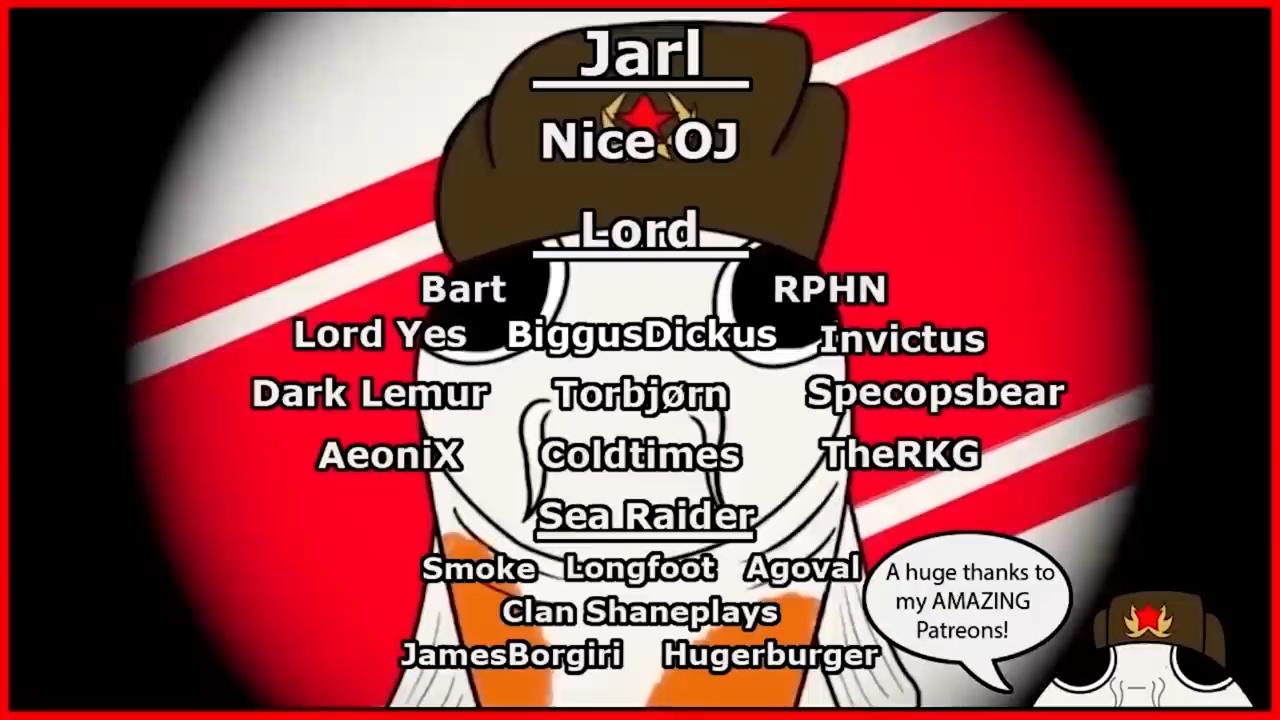 Jarl
Nice OJ
Lord
Bart RPHN
Lord Yes BiggusDickus Invictus
Dark Lemur Torbjørn Specopsbear
AeoniX Coldtimes TheRKG
Sea Raider
Smoke Longfoot Agoval
Clan Shaneplays
JamesBorgiri Hugerburger
A huge thanks to
my AMAZING
Patreons!